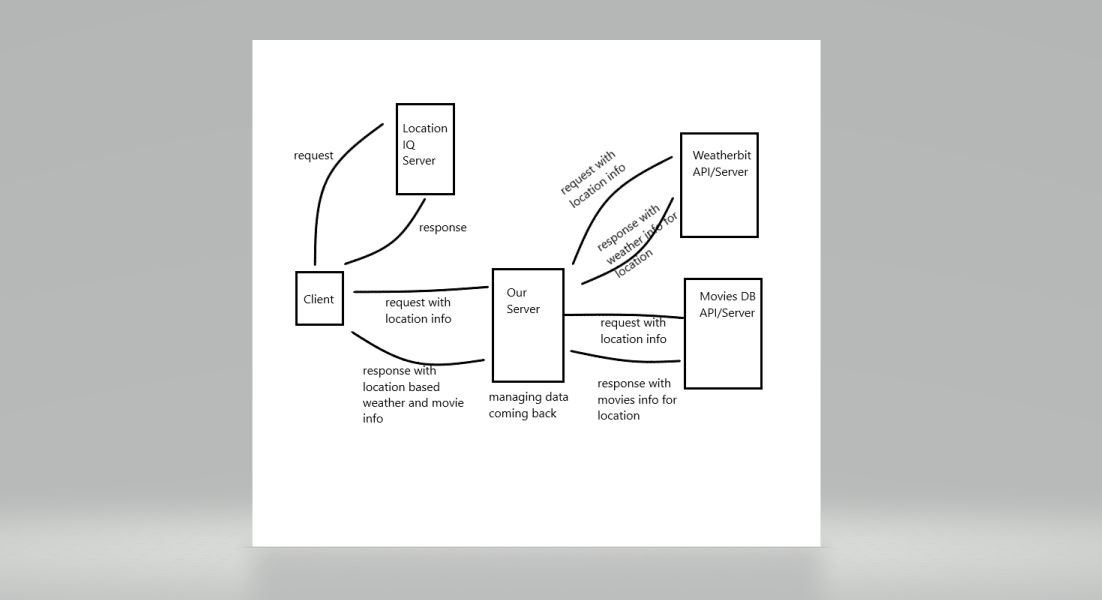 Location
IQ
Server
request
response
Client
request with
location info
response with
location based
weather and movie
info
Our
Server
managing data
coming back
request with
location info
response with
weather info for
location
Weatherbit
API/Server
request with
location info
response with
movies info for
location
Movies DB
API/Server